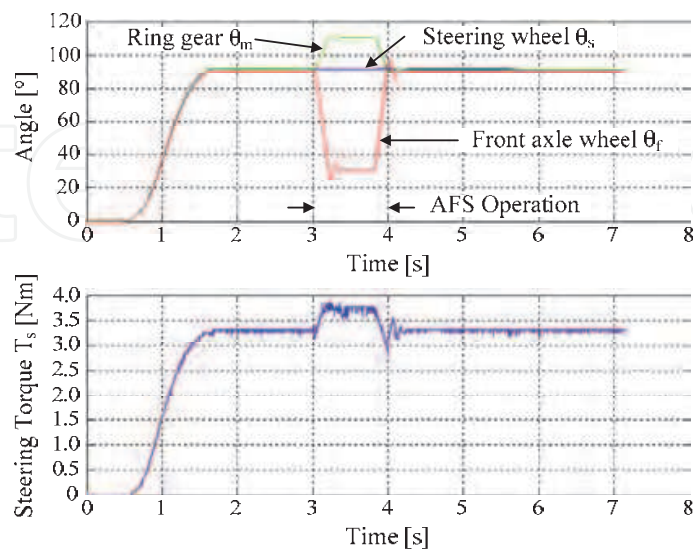 120
100
80
60
40
20
0
Angle [°]
Ring gear θm
Steering wheel θs
Front axle wheel θf
AFS Operation
0 1 2 3 4 5 6 7 8
Time [s]
4.0
3.5
3.0
2.5
2.0
1.5
1.0
0.5
0
Steering Torque Ts [Nm]
0 1 2 3 4 5 6 7 8
Time [s]